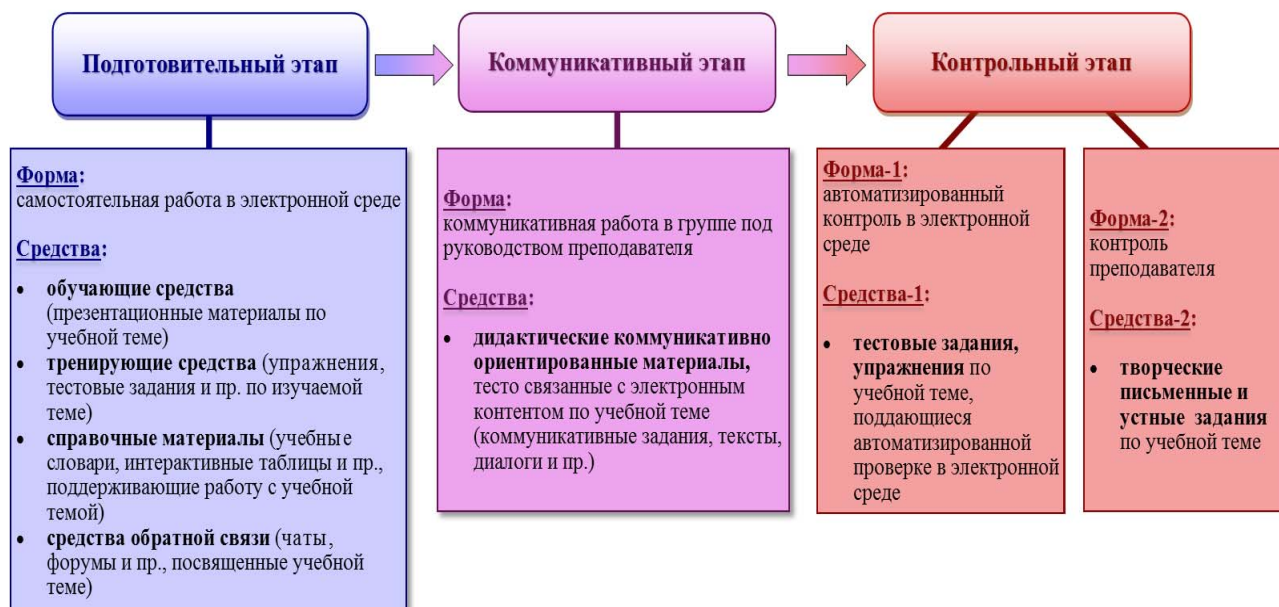 Подготовительный этап
Коммуникативный этап
Контрольный этап
Форма:
самостоятельная работа в электронной среде
Средства:
• обучающие средства
(презентационные материалы по
учебной теме)
• тренирующие средства (упражнения,
тестовые задания и пр. по изучаемой
теме)
• справочные материалы (учебные
словари, интерактивные таблицы и пр.,
поддерживающие работу с учебной
темой)
• средства обратной связи (чаты,
форумы и пр., посвященные учебной
теме)
Форма:
коммуникативная работа в группе под
руководством преподавателя
Средства:
• дидактические коммуникативно
ориентированные материалы,
тесто связанные с электронным
контентом по учебной теме
(коммуникативные задания, тексты,
диалоги и пр.)
Форма-1:
автоматизированный
контроль в электронной
среде
Средства-1:
• тестовые задания,
упражнения по
учебной теме,
поддающиеся
автоматизированной
проверке в электронной
среде
Форма-2:
контроль
преподавателя
Средства-2:
• творческие
письменные и
устные задания
по учебной теме